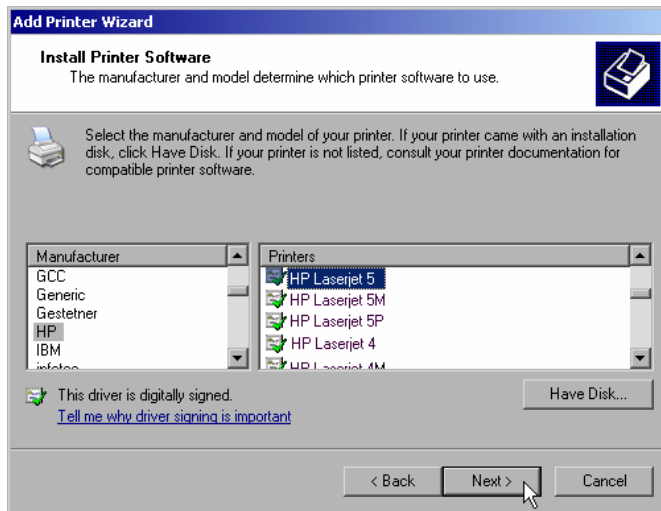 Add Printer Wizard
Install Printer Software
The manufacturer and model determine which printer software to use.
Select the manufacturer and model of your printer. If your printer came with an installation
disk, click Have Disk. If your printer is not listed, consult your printer documentation for
compatible printer software.
Manufacturer
GCC
Generic
Gestetner
HP
IBM
infotec
Printers
HP Laserjet 5
HP Laserjet 5M
HP Laserjet 5P
HP Laserjet 4
HP Laserjet 4M
This driver is digitally signed.
Tell me why driver signing is important
Have Disk...
< Back
Next >
Cancel